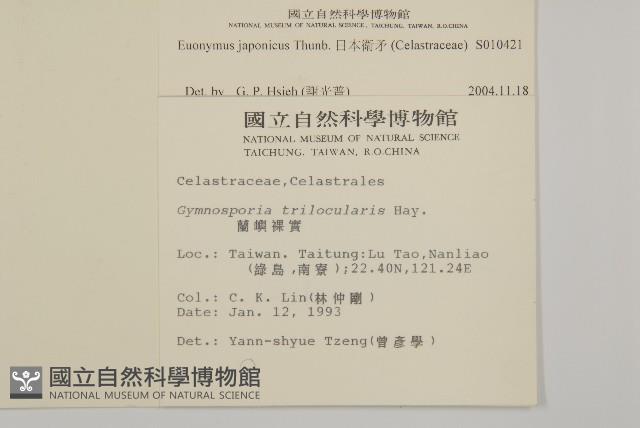 國立自然科學博物館
NATIONAL MUSEUM OF NATURAL SCIENCE, TAICHUNG, TAIWAN, R.O.CHINA
Euonymus japonicus Thunb. 日本衛矛 (Celastraceae) S010421
Det. by G. P. Hsieh (謝光普) 2004.11.18
國立自然科學博物館
NATIONAL MUSEUM OF NATURAL SCIENCE
TAICHUNG, TAIWAN, R.O.CHINA
Celastraceae,Celastrales
Gymnosporia trilocularis Hay.
蘭嶼裸實
Loc.: Taiwan. Taitung:Lu Tao,Nanliao
(綠島,南寮);22.40N,121.24E
Col.: C. K. Lin(林仲剛)
Date: Jan. 12, 1993
Det.: Yann-shyue Tzeng(曾彥學)
國立自然科學博物館
NATIONAL MUSEUM OF NATURAL SCIENCE